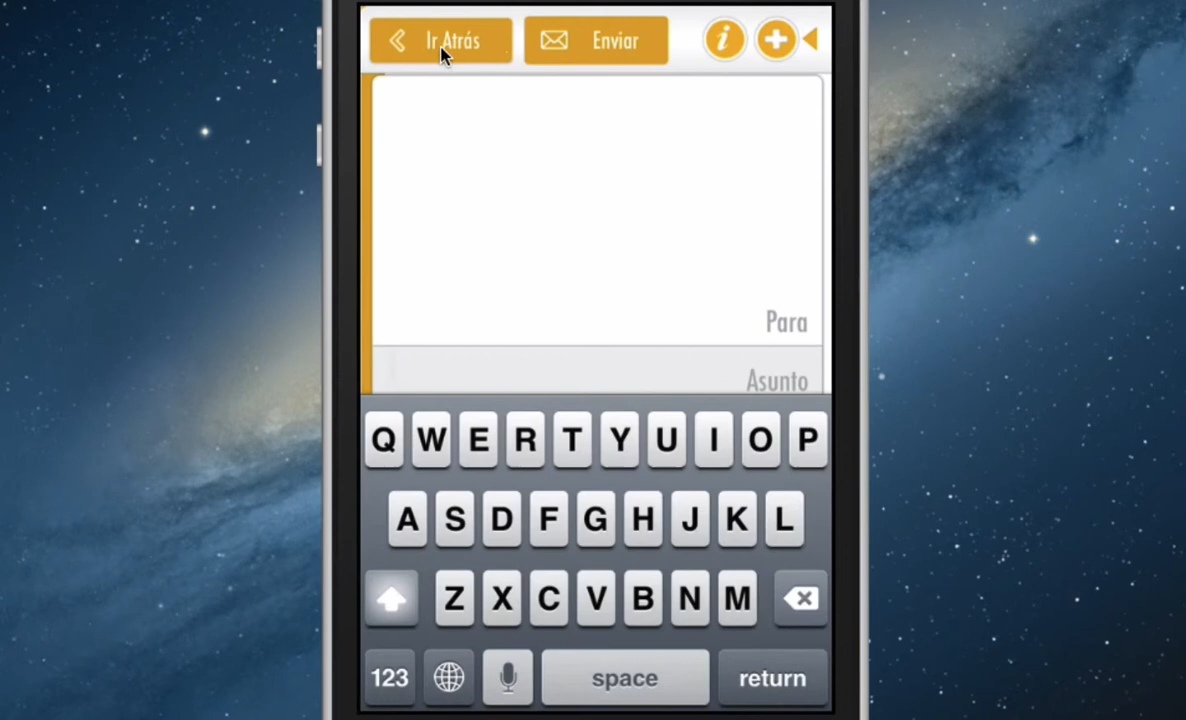 Ir Atrás Enviar i
Para
Asunto
Q W E R T Y U I O P
A S D F G H J K L
Z X C V B N M
123 space return